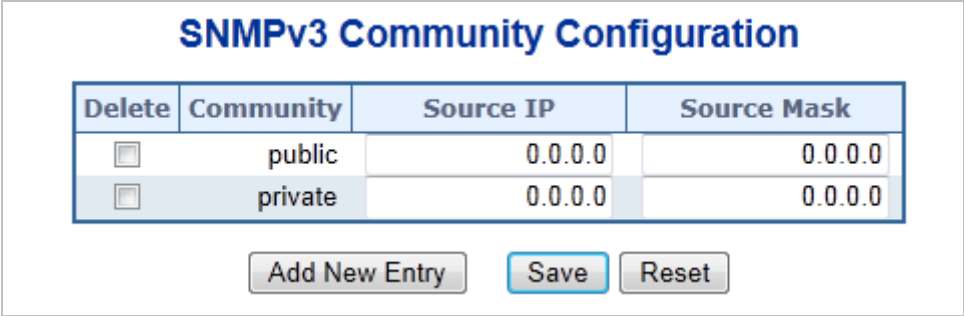 SNMPv3 Community Configuration
Delete Community Source IP Source Mask
public 0.0.0.0 0.0.0.0
private 0.0.0.0 0.0.0.0
Add New Entry Save Reset